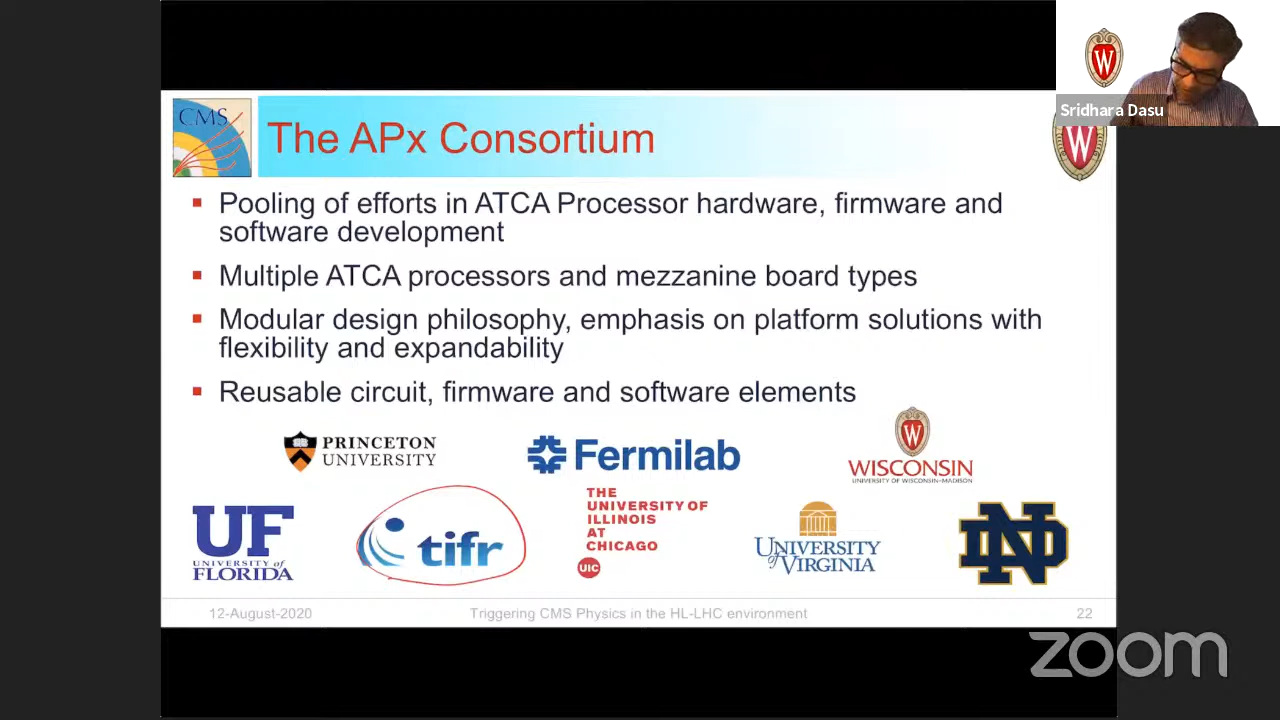 W
Sridhara Dasu
CMS
The APx Consortium
W
Pooling of efforts in ATCA Processor hardware, firmware and
software development
Multiple ATCA processors and mezzanine board types
Modular design philosophy, emphasis on platform solutions with
flexibility and expandability
Reusable circuit, firmware and software elements
PRINCETON
UNIVERSITY
Fermilab
W
WISCONSIN
UNIVERSITY OF WISCONSIN–MADISON
UF
UNIVERSITY of
FLORIDA
tifr
THE
UNIVERSITY OF
ILLINOIS
AT
CHICAGO
UIC
UNIVERSITY
of VIRGINIA
ND
12-August-2020
Triggering CMS Physics in the HL-LHC environment
22
zoom